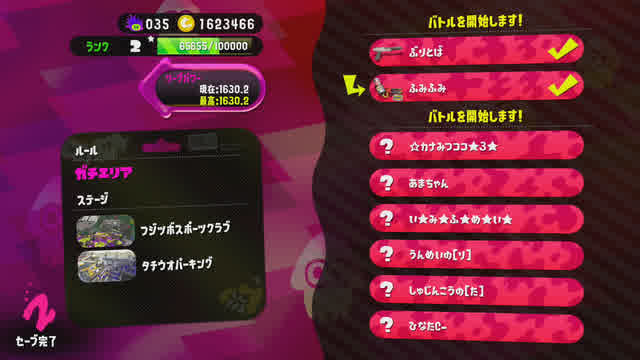 035 1623466
ランク 2 65655/100000
リーグパワー
現在:1630.2
最高:1630.2
ルール
ガチエリア
ステージ
フジツボスポーツクラブ
タチウオパーキング
セーブ完了
バトルを開始します!
ぷりとば
ふみふみ
バトルを開始します!
? ☆カナみつココ★3★
? あまちゃん
? い★み★ふ★め★い★
? うんめいの[り]
? しゅじんこうの[た]
? ひなたC-